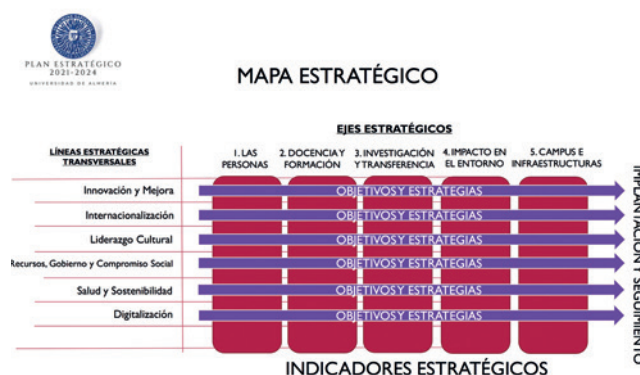 PLAN ESTRATÉGICO
2021-2024
UNIVERSIDAD DE ALMERÍA
MAPA ESTRATÉGICO
EJES ESTRATÉGICOS
LÍNEAS ESTRATÉGICAS
TRANSVERSALES
1. LAS
PERSONAS
2. DOCENCIA Y
FORMACIÓN
3. INVESTIGACIÓN
Y TRANSFERENCIA
4. IMPACTO EN
EL ENTORNO
5. CAMPUS E
INFRAESTRUCTURAS
Innovación y Mejora
OBJETIVOS Y ESTRATEGIAS
Internacionalización
OBJETIVOS Y ESTRATEGIAS
Liderazgo Cultural
OBJETIVOS Y ESTRATEGIAS
Recursos, Gobierno y Compromiso Social
OBJETIVOS Y ESTRATEGIAS
Salud y Sostenibilidad
OBJETIVOS Y ESTRATEGIAS
Digitalización
OBJETIVOS Y ESTRATEGIAS
IMPLANTACIÓN Y SEGUIMIENTO
INDICADORES ESTRATÉGICOS